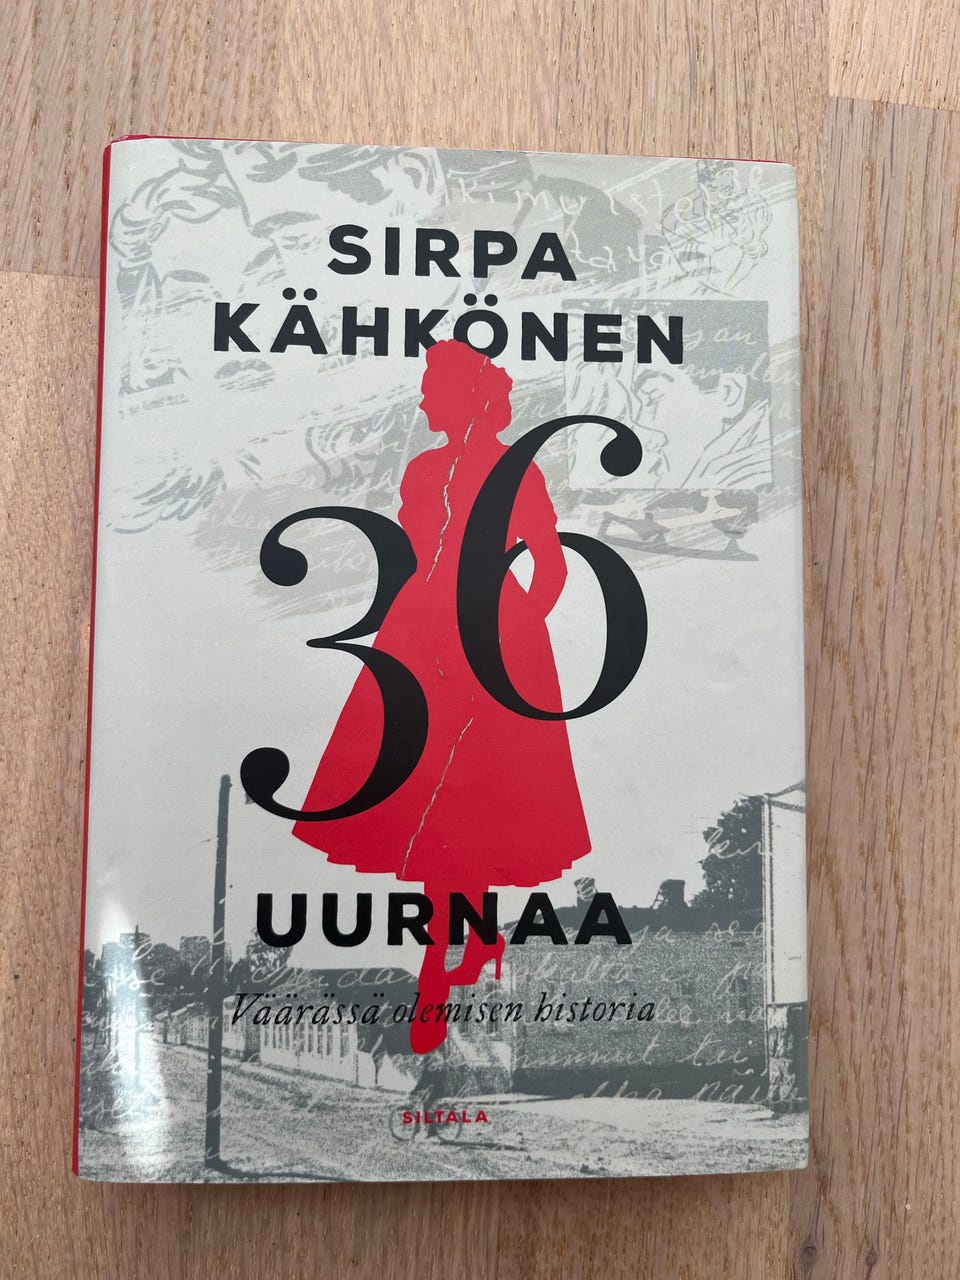 SIRPA
KÄHKÖNEN
36
UURNAA
Väärässä olemisen historia
SILTALA